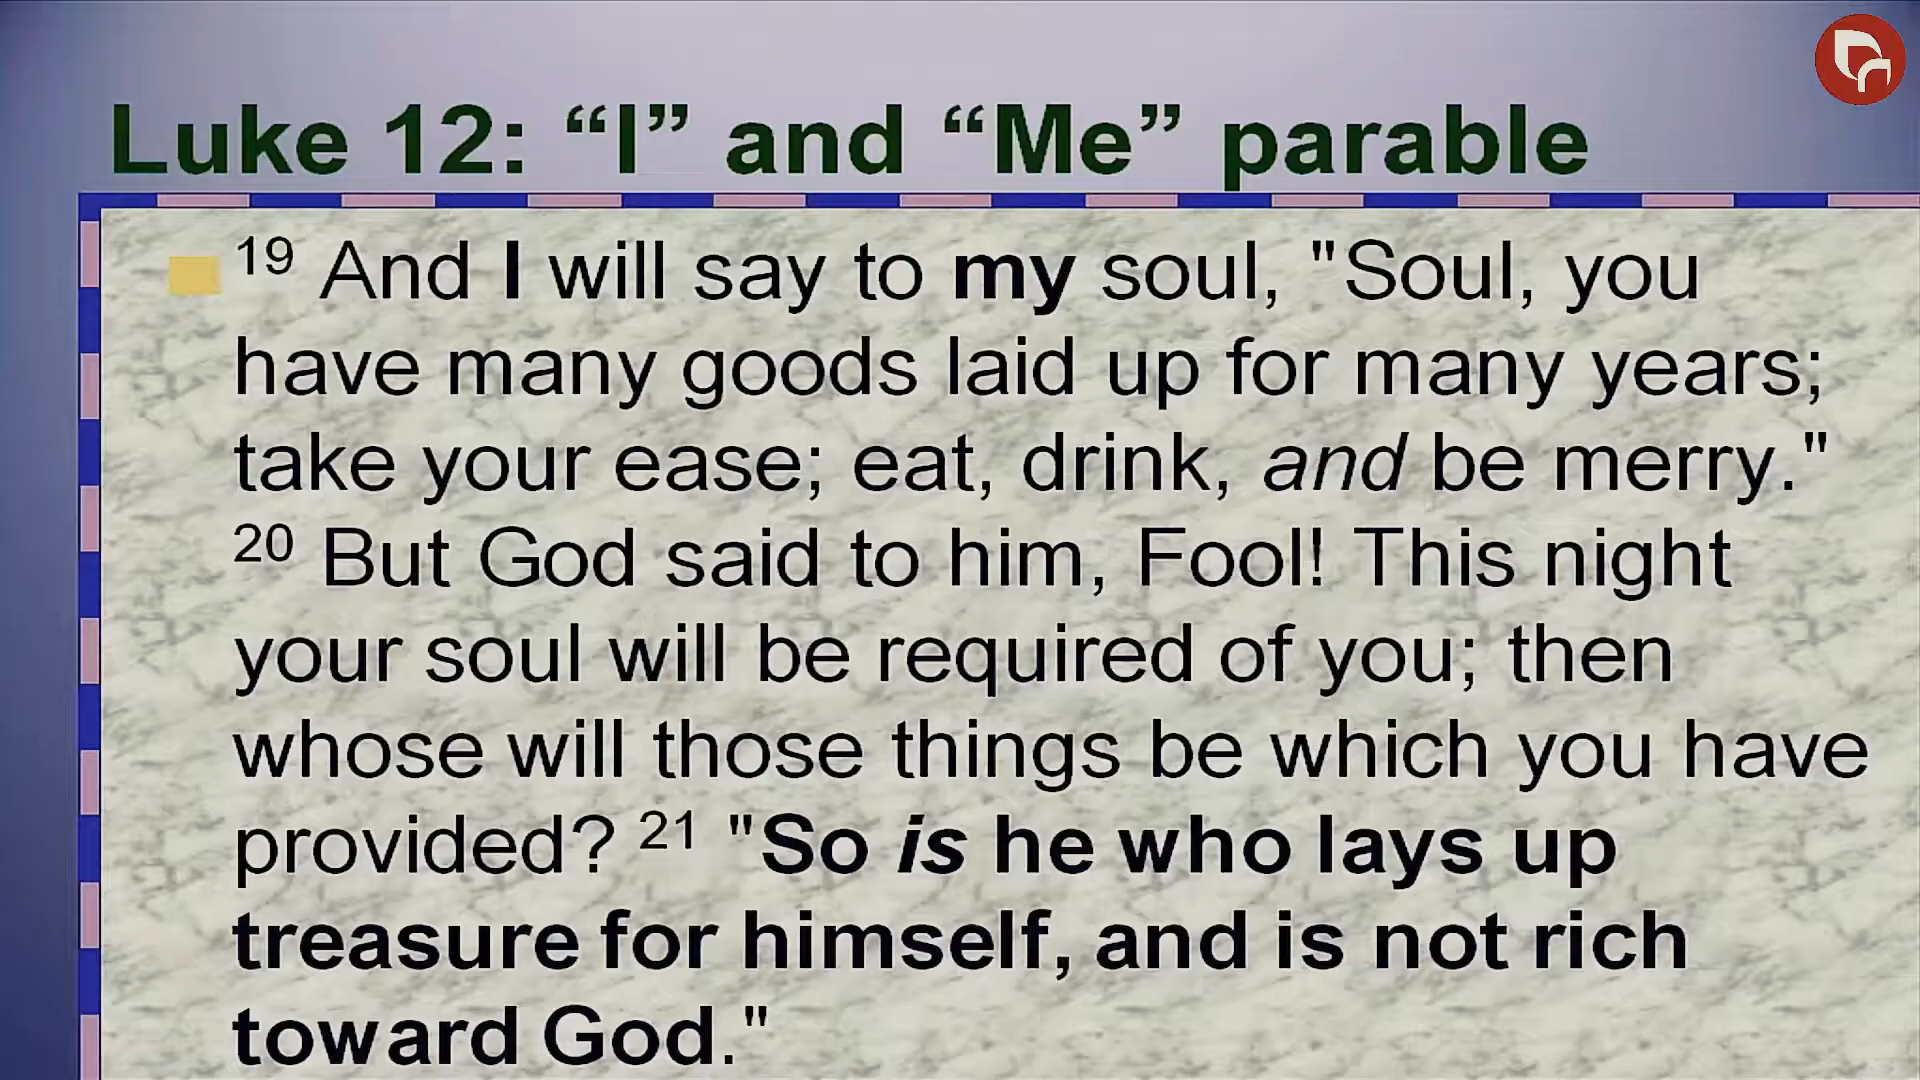 Luke 12: “I” and “Me” parable
19 And I will say to my soul, "Soul, you
have many goods laid up for many years;
take your ease; eat, drink, and be merry."
20 But God said to him, Fool! This night
your soul will be required of you; then
whose will those things be which you have
provided? 21 "So is he who lays up
treasure for himself, and is not rich
toward God."